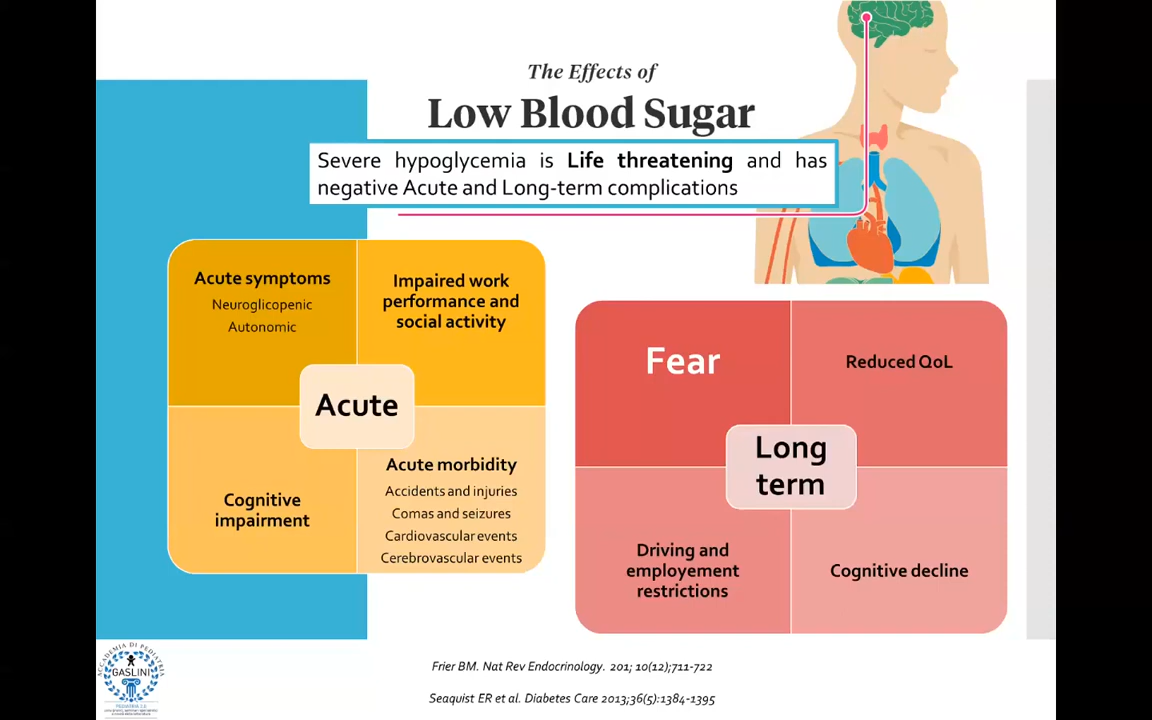 The Effects of
Low Blood Sugar
Severe hypoglycemia is Life threatening and has
negative Acute and Long-term complications
Acute symptoms
Neuroglicopenic
Autonomic
Impaired work
performance and
social activity
Acute
Cognitive
impairment
Acute morbidity
Accidents and injuries
Comas and seizures
Cardiovascular events
Cerebrovascular events
Fear
Reduced QoL
Long
term
Driving and
employement
restrictions
Cognitive decline
ACCADEMIA DI PEDIATRIA
GASLINI
Frier BM. Nat Rev Endocrinology. 201; 10(12);711-722
Seaquist ER et al. Diabetes Care 2013;36(5):1384-1395